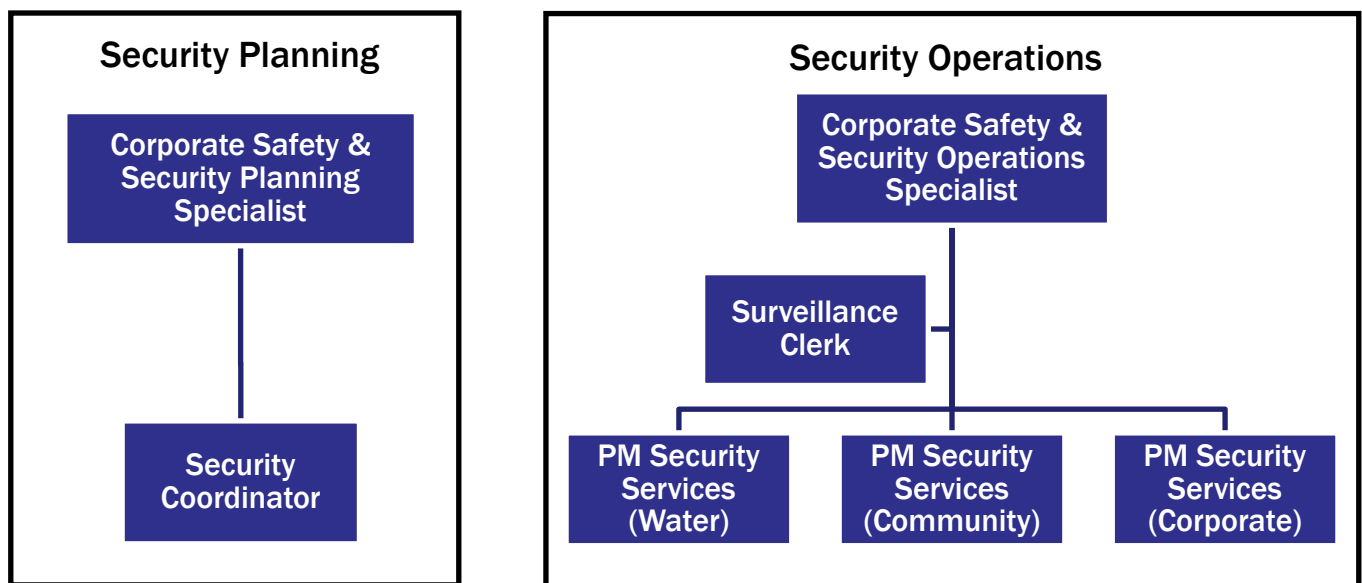 Security Planning
Corporate Safety &
Security Planning
Specialist
Security
Coordinator
Security Operations
Corporate Safety &
Security Operations
Specialist
Surveillance
Clerk
PM Security
Services
(Water)
PM Security
Services
(Community)
PM Security
Services
(Corporate)